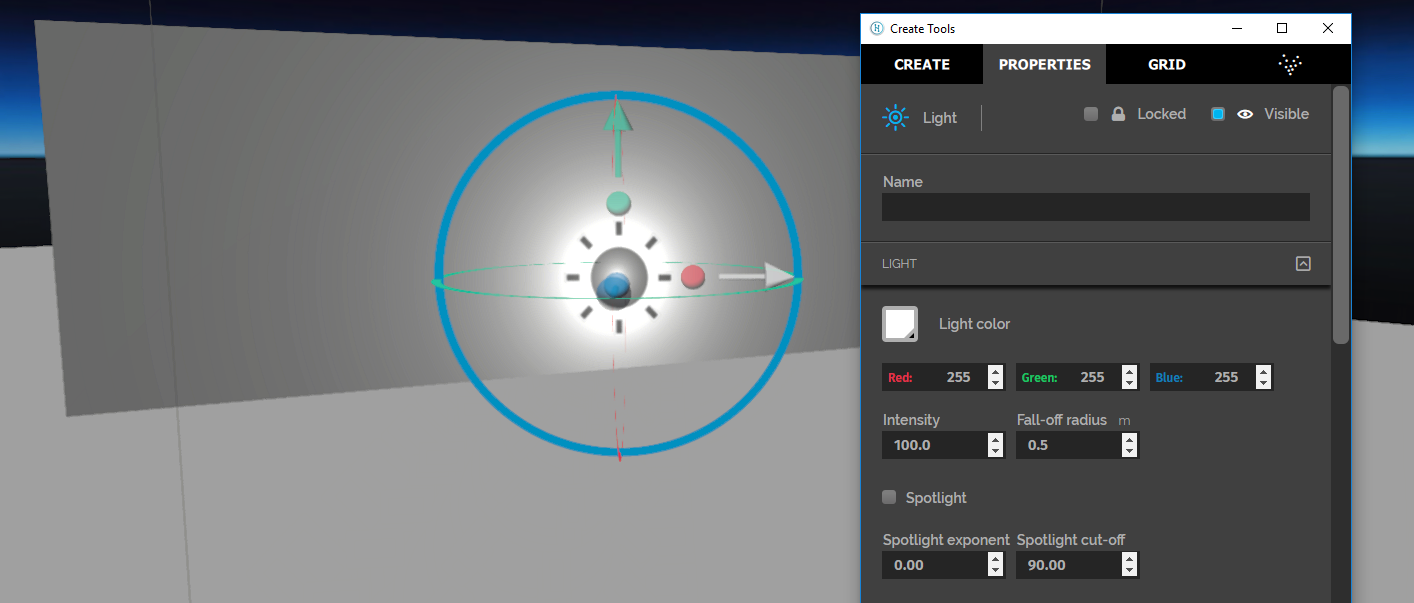 Create Tools
CREATE PROPERTIES GRID
Light Locked Visible
Name
LIGHT
Light color
Red: 255 Green: 255 Blue: 255
Intensity Fall-off radius m
100.0 0.5
Spotlight
Spotlight exponent Spotlight cut-off
0.00 90.00